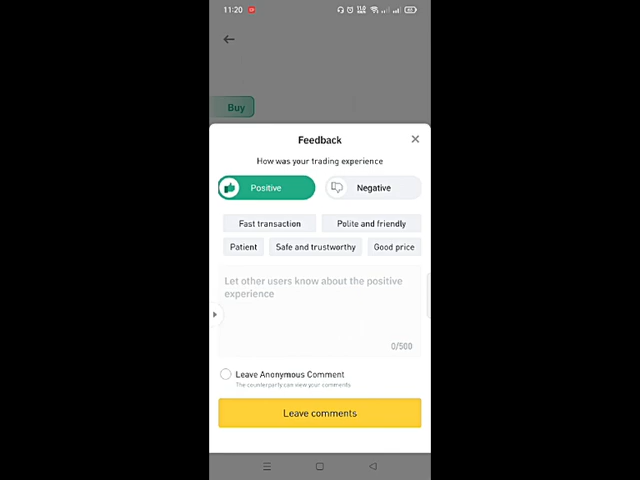 11:20
Buy
Feedback
How was your trading experience
Positive
Negative
Fast transaction
Polite and friendly
Patient
Safe and trustworthy
Good price
Let other users know about the positive
experience
0/500
Leave Anonymous Comment
The counterparty can view your comments
Leave comments